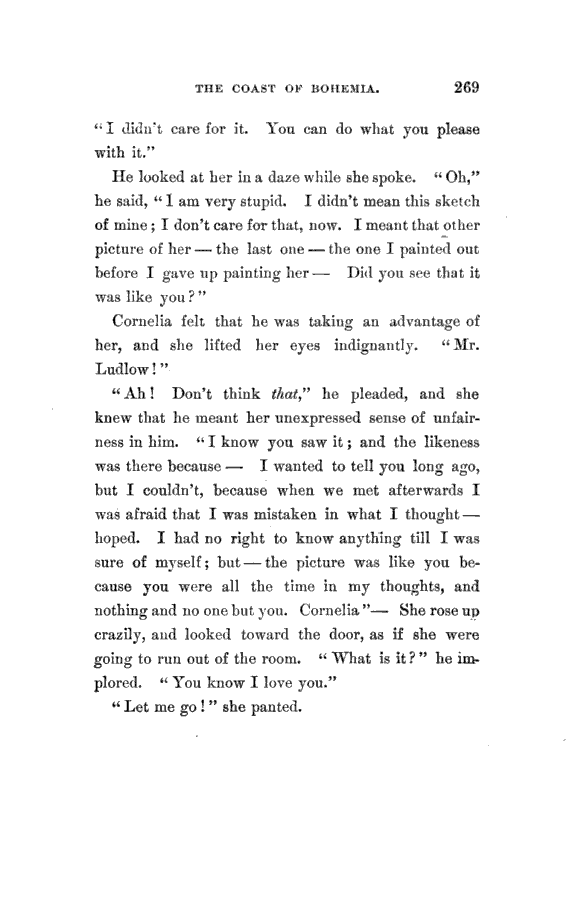 THE COAST OF BOHEMIA. 269
“I didn't care for it. You can do what you please
with it.”
He looked at her in a daze while she spoke. “Oh,”
he said, “I am very stupid. I didn't mean this sketch
of mine; I don't care for that, now. I meant that other
picture of her — the last one — the one I painted out
before I gave up painting her — Did you see that it
was like you?”
Cornelia felt that he was taking an advantage of
her, and she lifted her eyes indignantly. “Mr.
Ludlow!”
“Ah! Don't think that,” he pleaded, and she
knew that he meant her unexpressed sense of unfair-
ness in him. “I know you saw it; and the likeness
was there because — I wanted to tell you long ago,
but I couldn't, because when we met afterwards I
was afraid that I was mistaken in what I thought —
hoped. I had no right to know anything till I was
sure of myself; but — the picture was like you be-
cause you were all the time in my thoughts, and
nothing and no one but you. Cornelia”— She rose up
crazily, and looked toward the door, as if she were
going to run out of the room. “What is it?” he im-
plored. “You know I love you.”
“Let me go!” she panted.